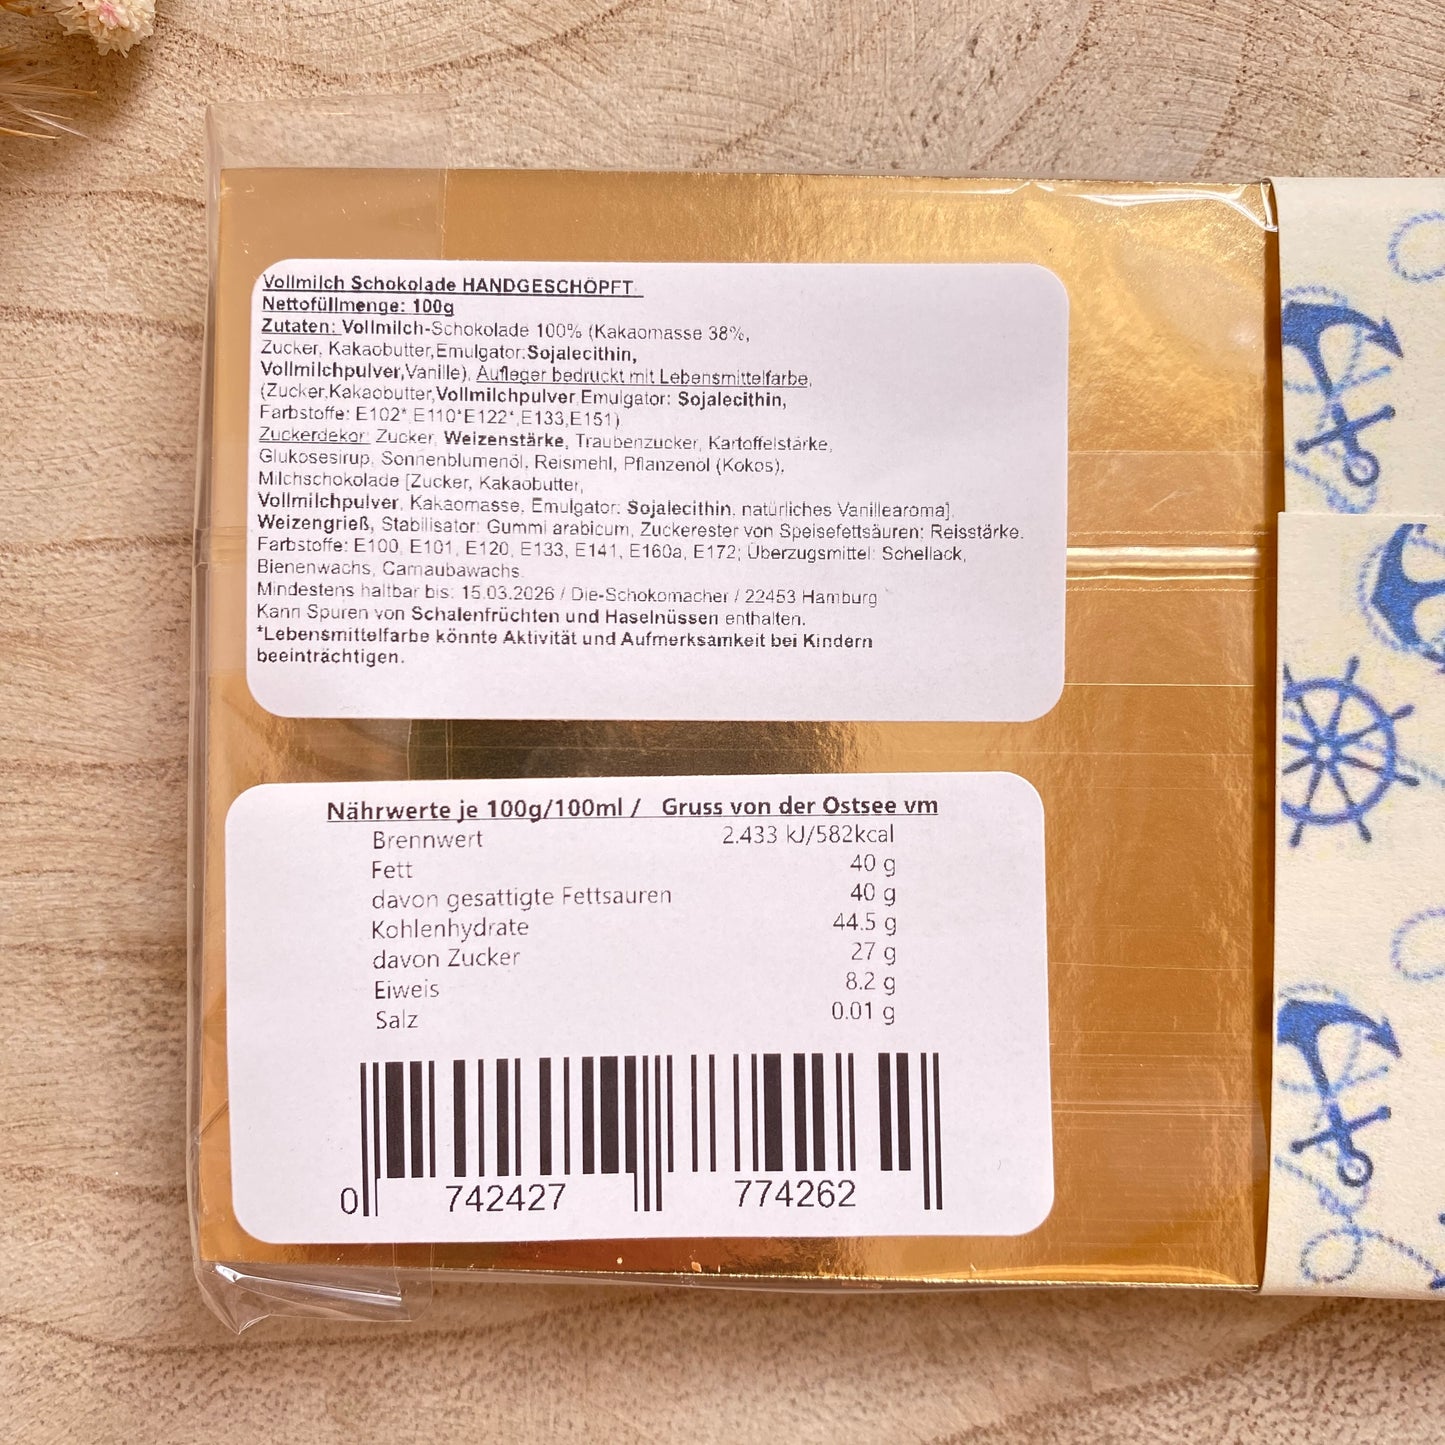 Vollmilch Schokolade HANDGESCHÖPFT
Nettofüllmenge: 100g
Zutaten: Vollmilch-Schokolade 100% (Kakaomasse 38%,
Zucker, Kakaobutter,Emulgator:Sojalecithin,
Vollmilchpulver,Vanille), Aufleger bedruckt mit Lebensmittelfarbe,
(Zucker,Kakaobutter,Vollmilchpulver,Emulgator: Sojalecithin,
Farbstoffe: E102*,E110*E122*,E133,E151)
Zuckerdekor: Zucker, Weizenstärke, Traubenzucker, Kartoffelstärke,
Glukosesirup, Sonnenblumenöl, Reismehl, Pflanzenöl (Kokos),
Milchschokolade [Zucker, Kakaobutter,
Vollmilchpulver, Kakaomasse, Emulgator: Sojalecithin, natürliches Vanillearoma],
Weizengrieß, Stabilisator: Gummi arabicum, Zuckerester von Speisefettsäuren: Reisstärke.
Farbstoffe: E100, E101, E120, E133, E141, E160a, E172; Überzugsmittel: Schellack,
Bienenwachs, Carnaubawachs.
Mindestens haltbar bis: 15.03.2026 / Die-Schokomacher / 22453 Hamburg
Kann Spuren von Schalenfrüchten und Haselnüssen enthalten.
*Lebensmittelfarbe könnte Aktivität und Aufmerksamkeit bei Kindern
beeinträchtigen.
Nährwerte je 100g/100ml / Gruss von der Ostsee vm
Brennwert 2.433 kJ/582kcal
Fett 40 g
davon gesättigte Fettsäuren 40 g
Kohlenhydrate 44.5 g
davon Zucker 27 g
Eiweis 8.2 g
Salz 0.01 g
0 742427 774262